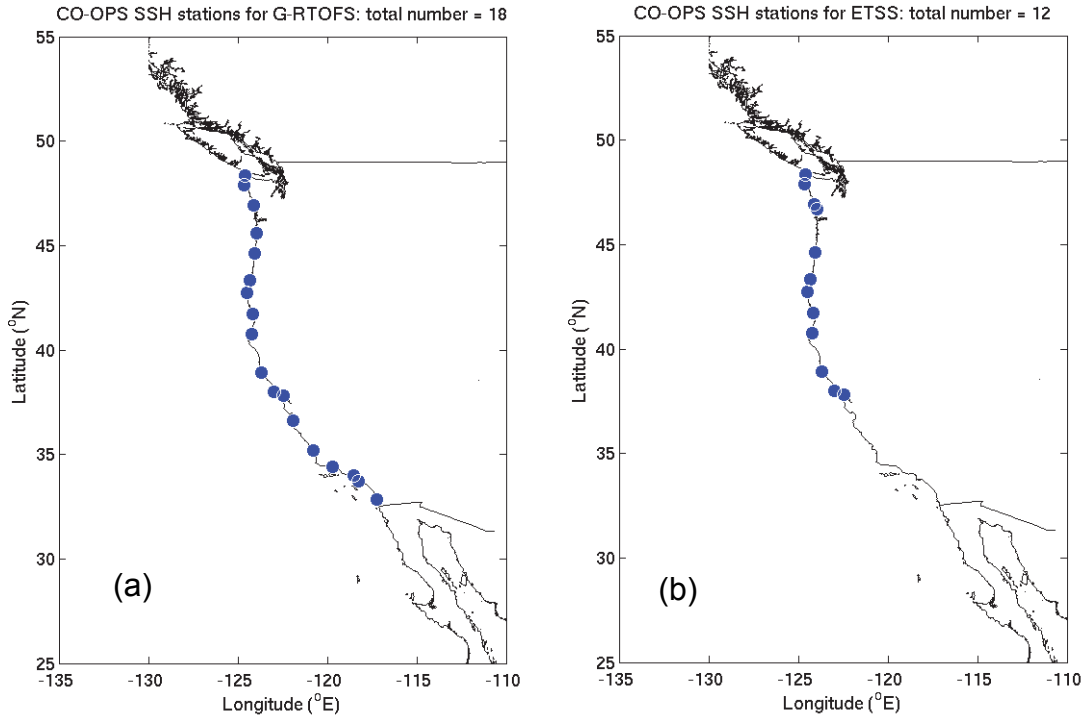 CO-OPS SSH stations for G-RTOFS: total number = 18
55
50
45
40
35
30
25
Latitude (°N)
(a)
-135 -130 -125 -120 -115 -110
Longitude (°E)
CO-OPS SSH stations for ETSS: total number = 12
55
50
45
40
35
30
25
Latitude (°N)
(b)
-135 -130 -125 -120 -115 -110
Longitude (°E)